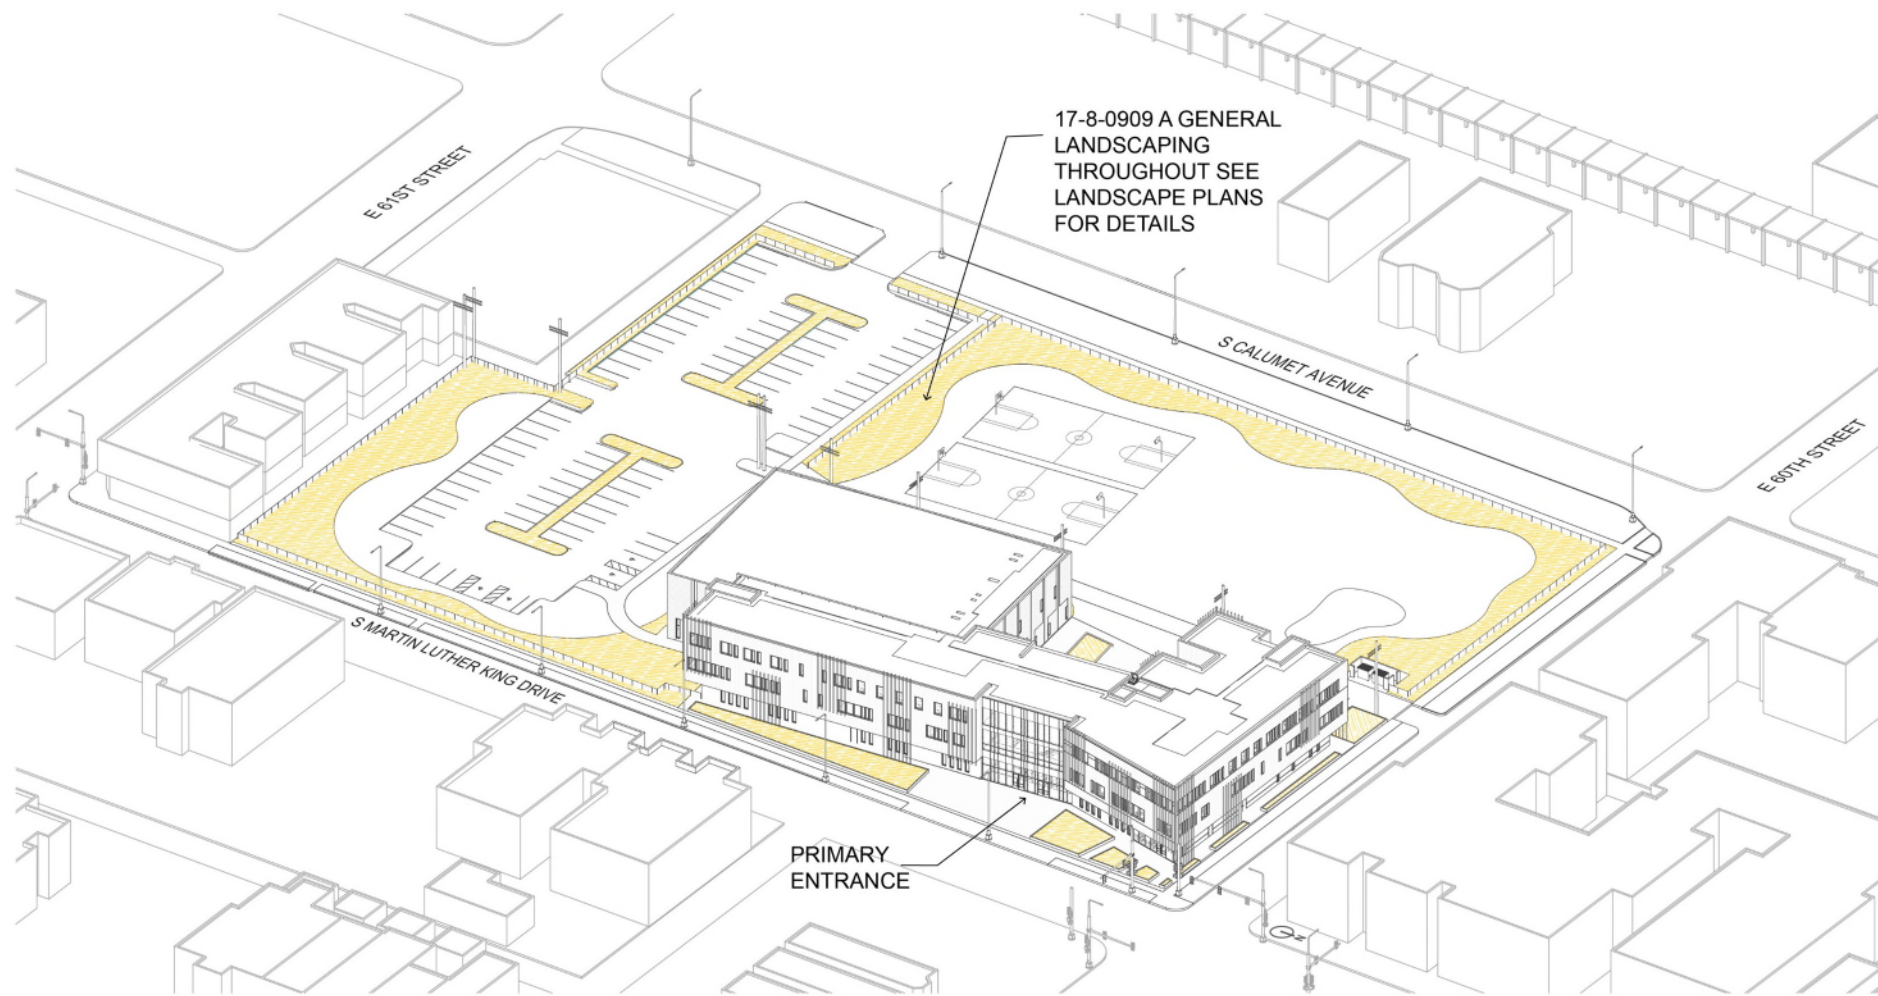 17-8-0909 A GENERAL
LANDSCAPING
THROUGHOUT SEE
LANDSCAPE PLANS
FOR DETAILS
E 61ST STREET
S CALUMET AVENUE
E 60TH STREET
S MARTIN LUTHER KING DRIVE
PRIMARY
ENTRANCE
N